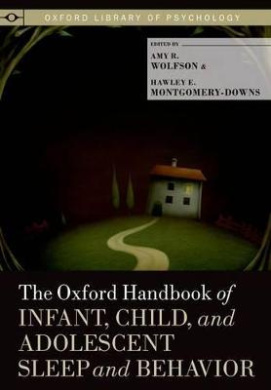 OXFORD LIBRARY OF PSYCHOLOGY
EDITED BY
AMY R.
WOLFSON &
HAWLEY E.
MONTGOMERY-DOWNS
The Oxford Handbook of
INFANT, CHILD, and
ADOLESCENT
SLEEP and BEHAVIOR